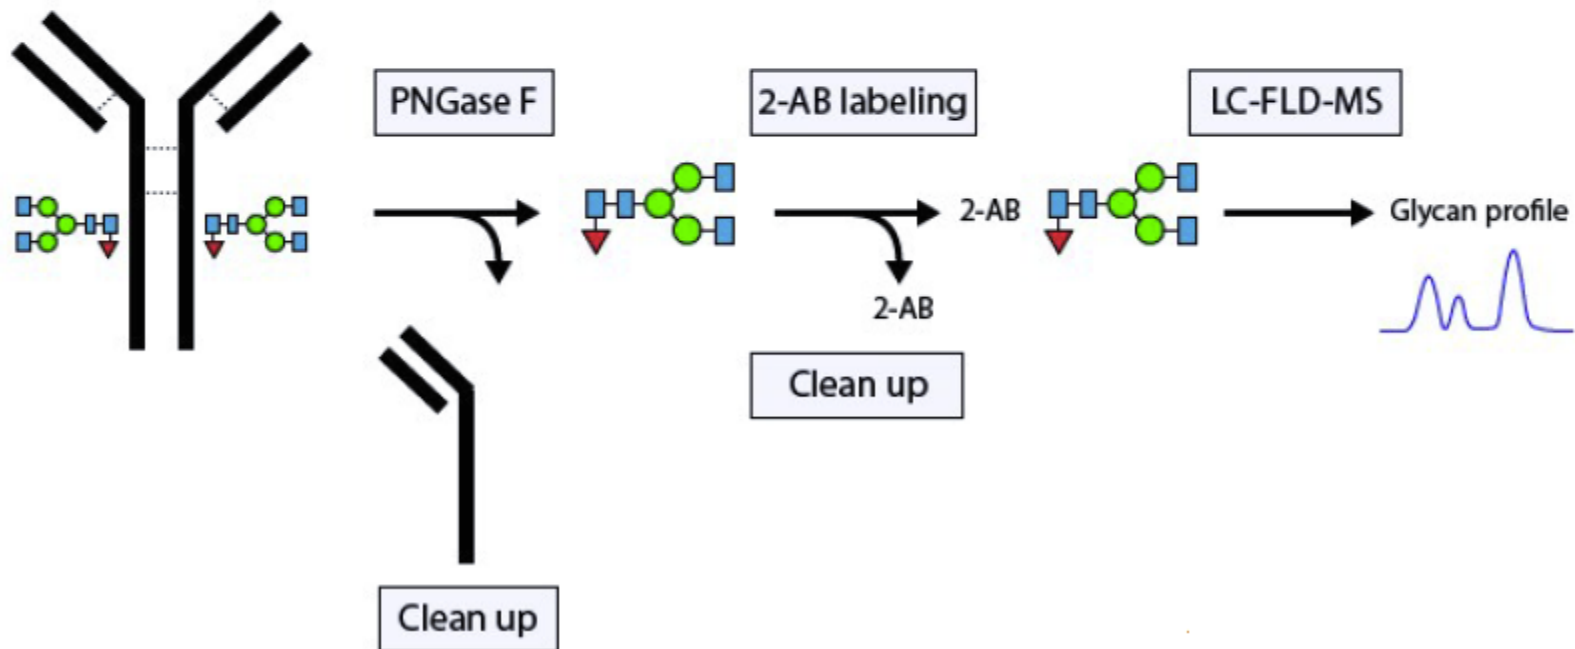 PNGase F
2-AB labeling
LC-FLD-MS
2-AB
Glycan profile
2-AB
Clean up
Clean up